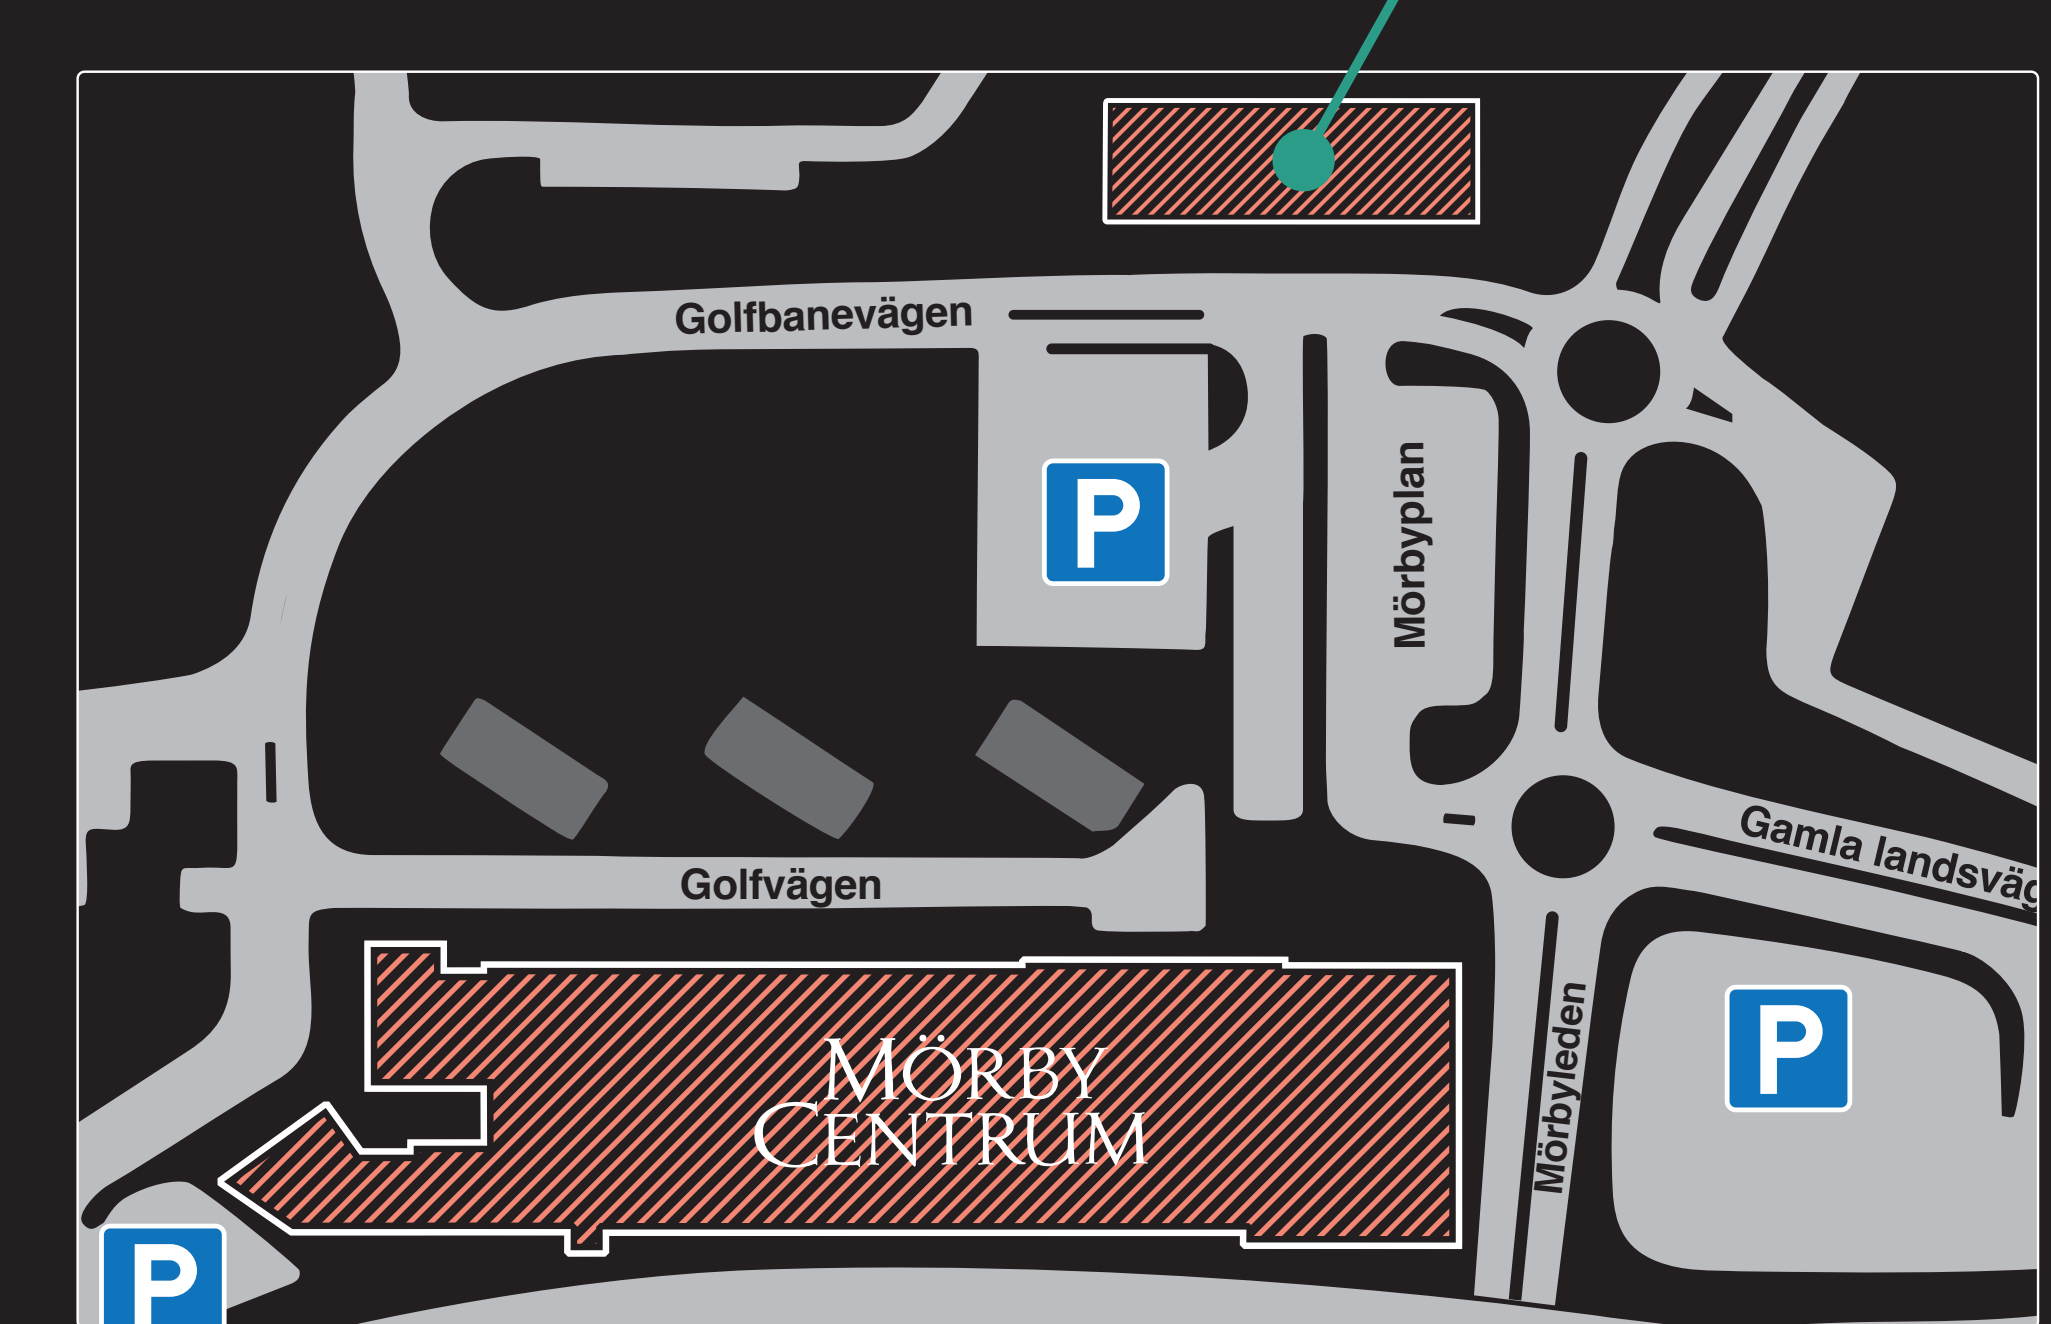 Golfbanevägen
P
Mörbyplan
Gamla landsväg
Golfvägen
MÖRBY
CENTRUM
Mörbyleden
P
P